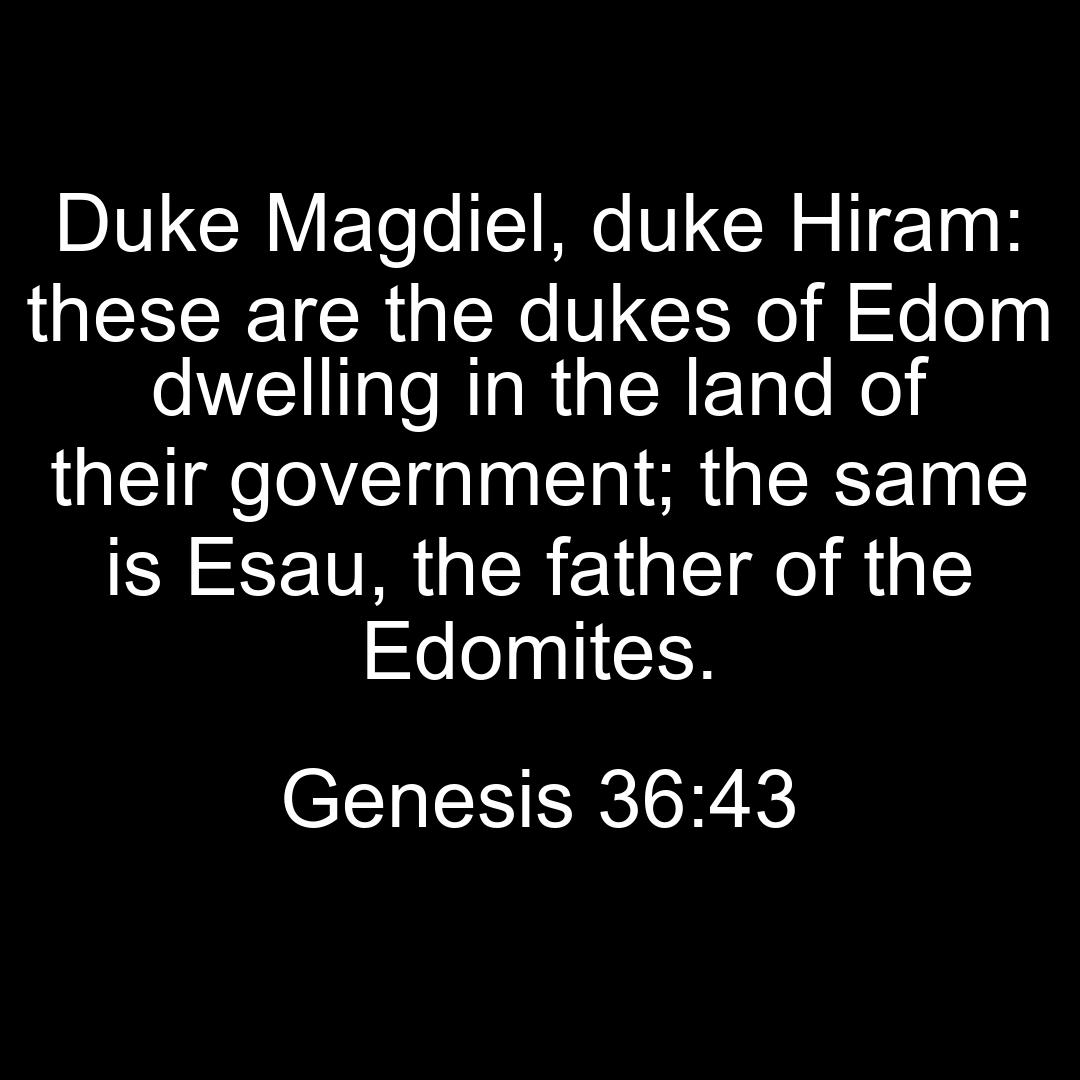 Duke Magdiel, duke Hiram:
these are the dukes of Edom
dwelling in the land of
their government; the same
is Esau, the father of the
Edomites.
Genesis 36:43